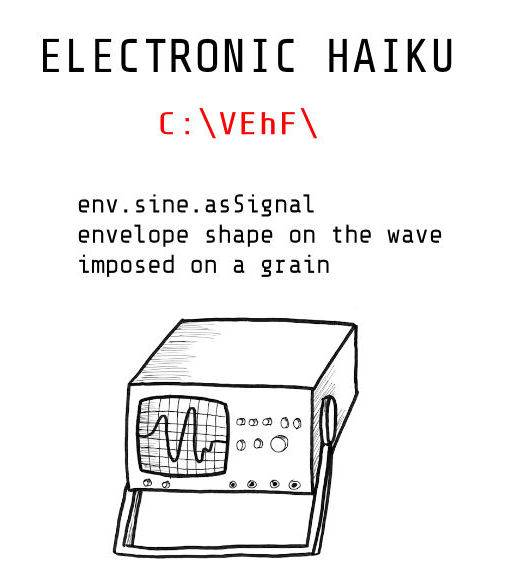 ELECTRONIC HAIKU
C:\VEhF\
env.sine.asSignal
envelope shape on the wave
imposed on a grain